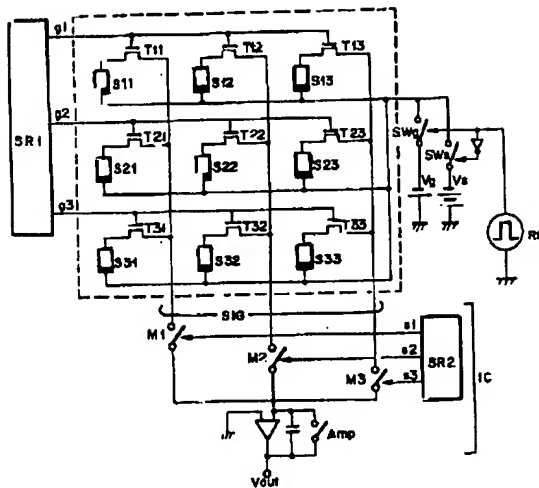 g1
T11
T12
T13
S11
S12
S13
SR1
g2
T21
T22
T23
SWg
SWs
S21
S22
S23
Vg
Vs
g3
T31
T32
T33
S31
S32
S33
SIG
M1
s1
M2
s2
SR2
IC
M3
s3
Amp
Vout